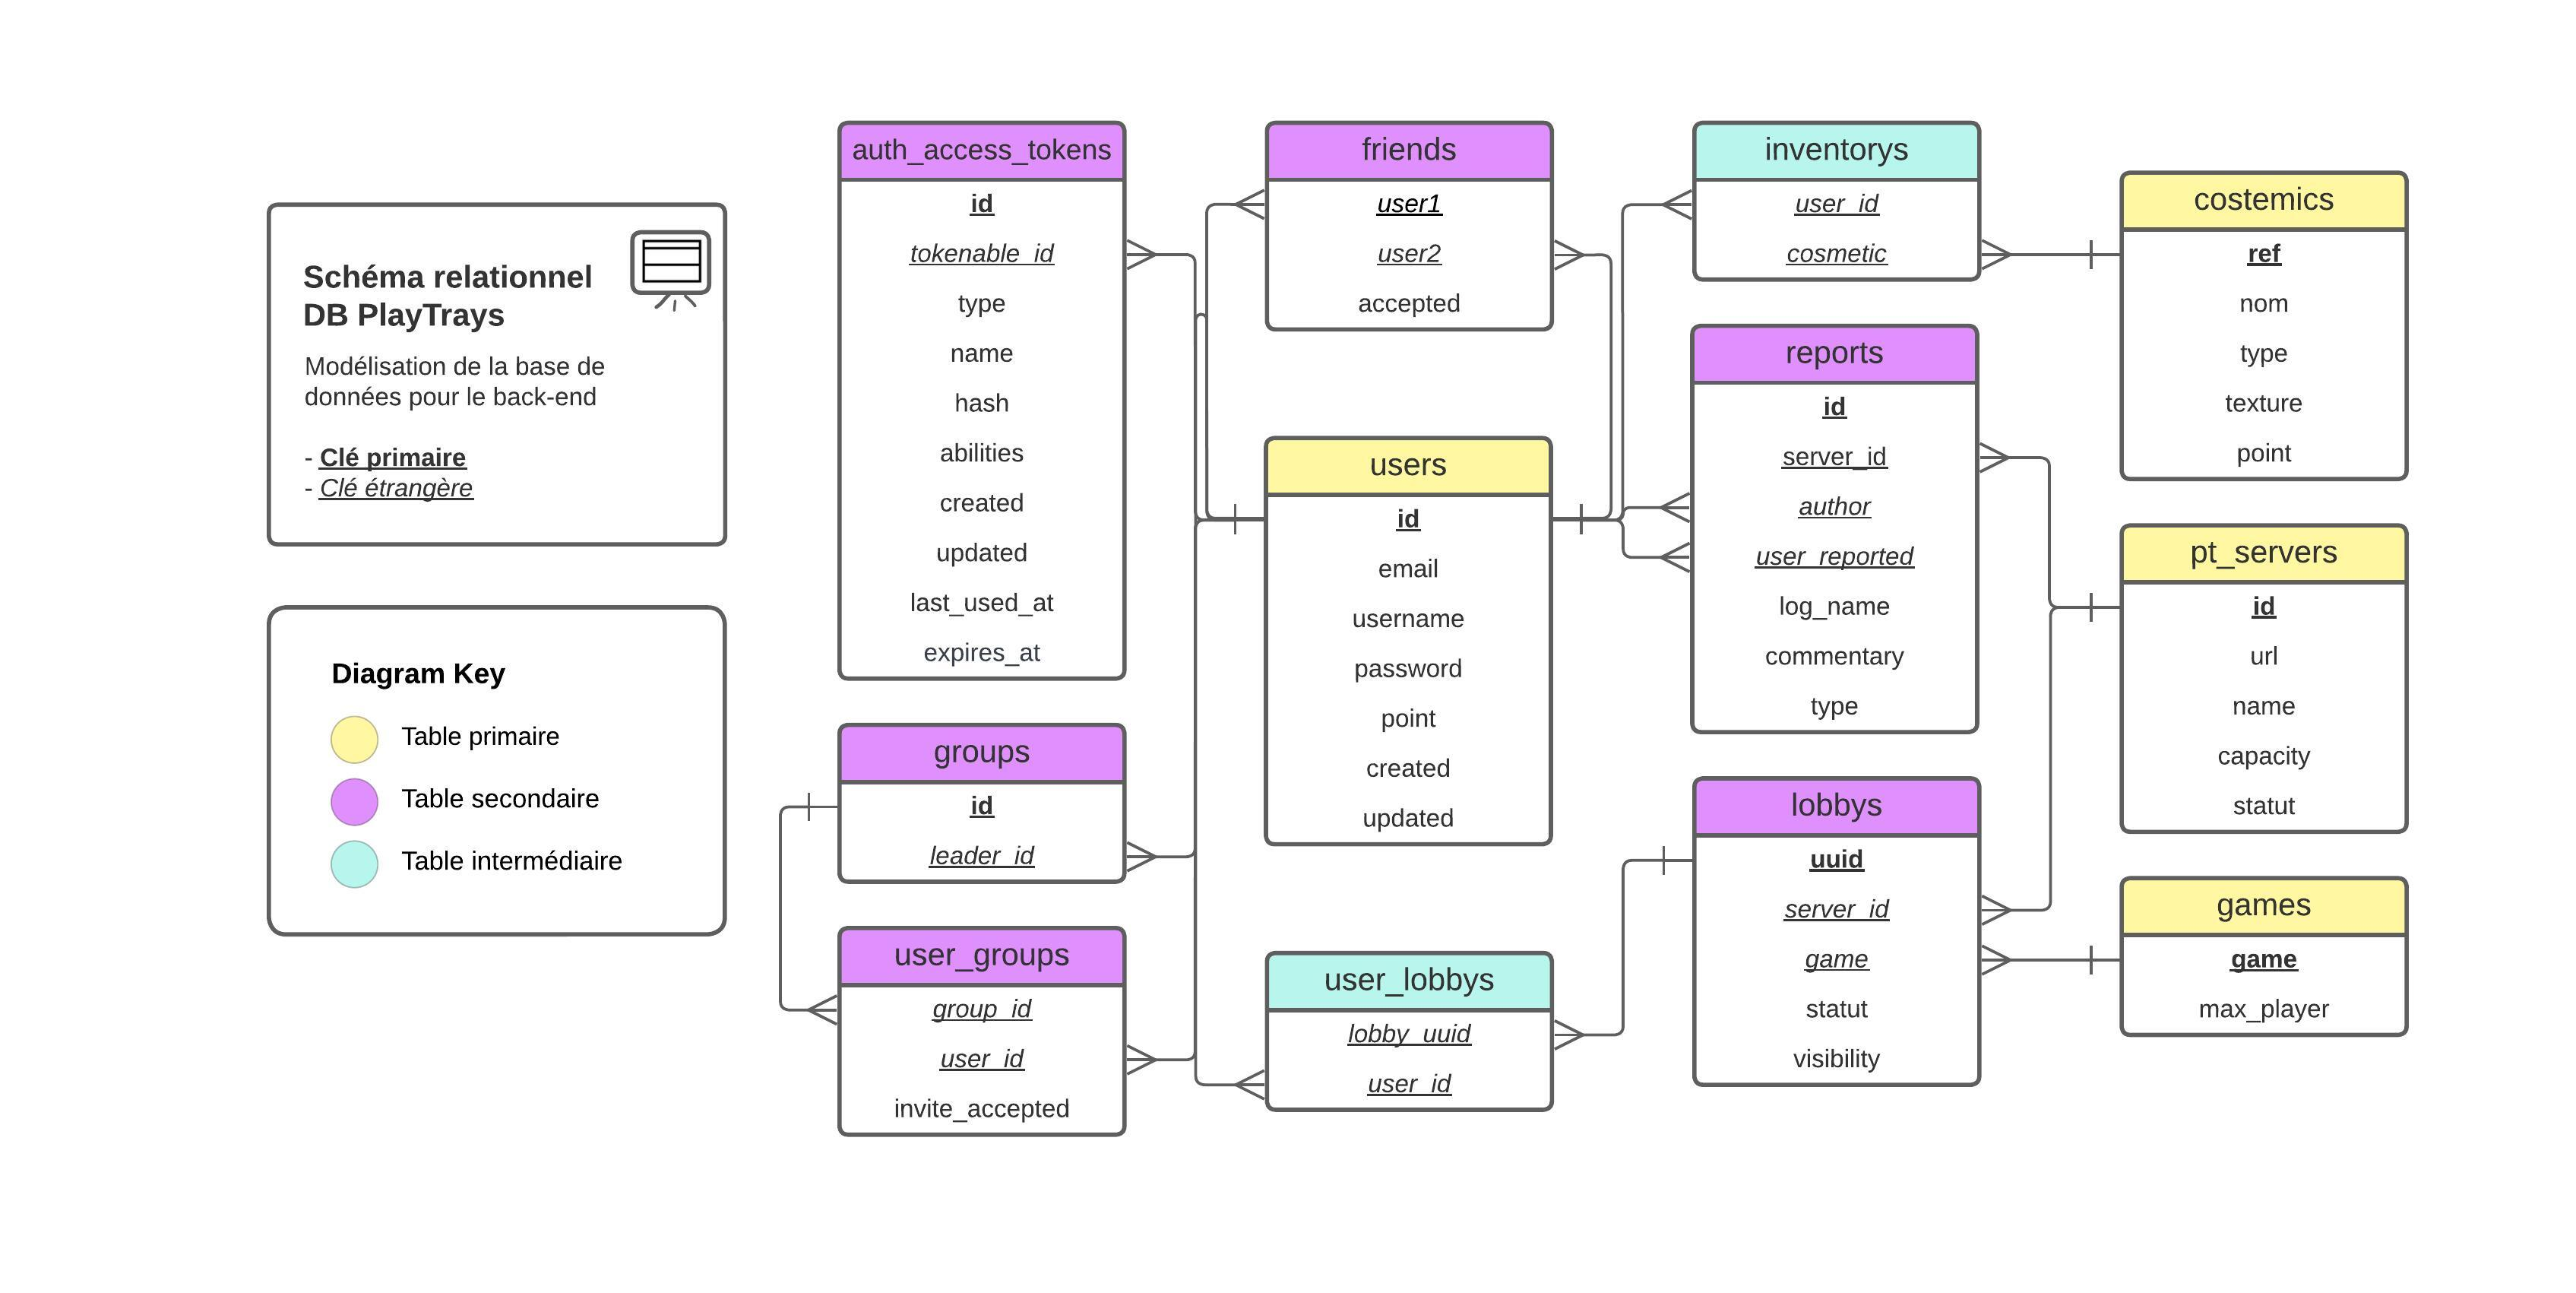 Schéma relationnel
DB PlayTrays
Modélisation de la base de
données pour le back-end
- Clé primaire
- Clé étrangère
Diagram Key
Table primaire
Table secondaire
Table intermédiaire
auth_access_tokens
id
tokenable_id
type
name
hash
abilities
created
updated
last_used_at
expires_at
groups
id
leader_id
user_groups
group_id
user_id
invite_accepted
friends
user1
user2
accepted
users
id
email
username
password
point
created
updated
user_lobbys
lobby_uuid
user_id
inventorys
user_id
cosmetic
reports
id
server_id
author
user_reported
log_name
commentary
type
lobbys
uuid
server_id
game
statut
visibility
costemics
ref
nom
type
texture
point
pt_servers
id
url
name
capacity
statut
games
game
max_player